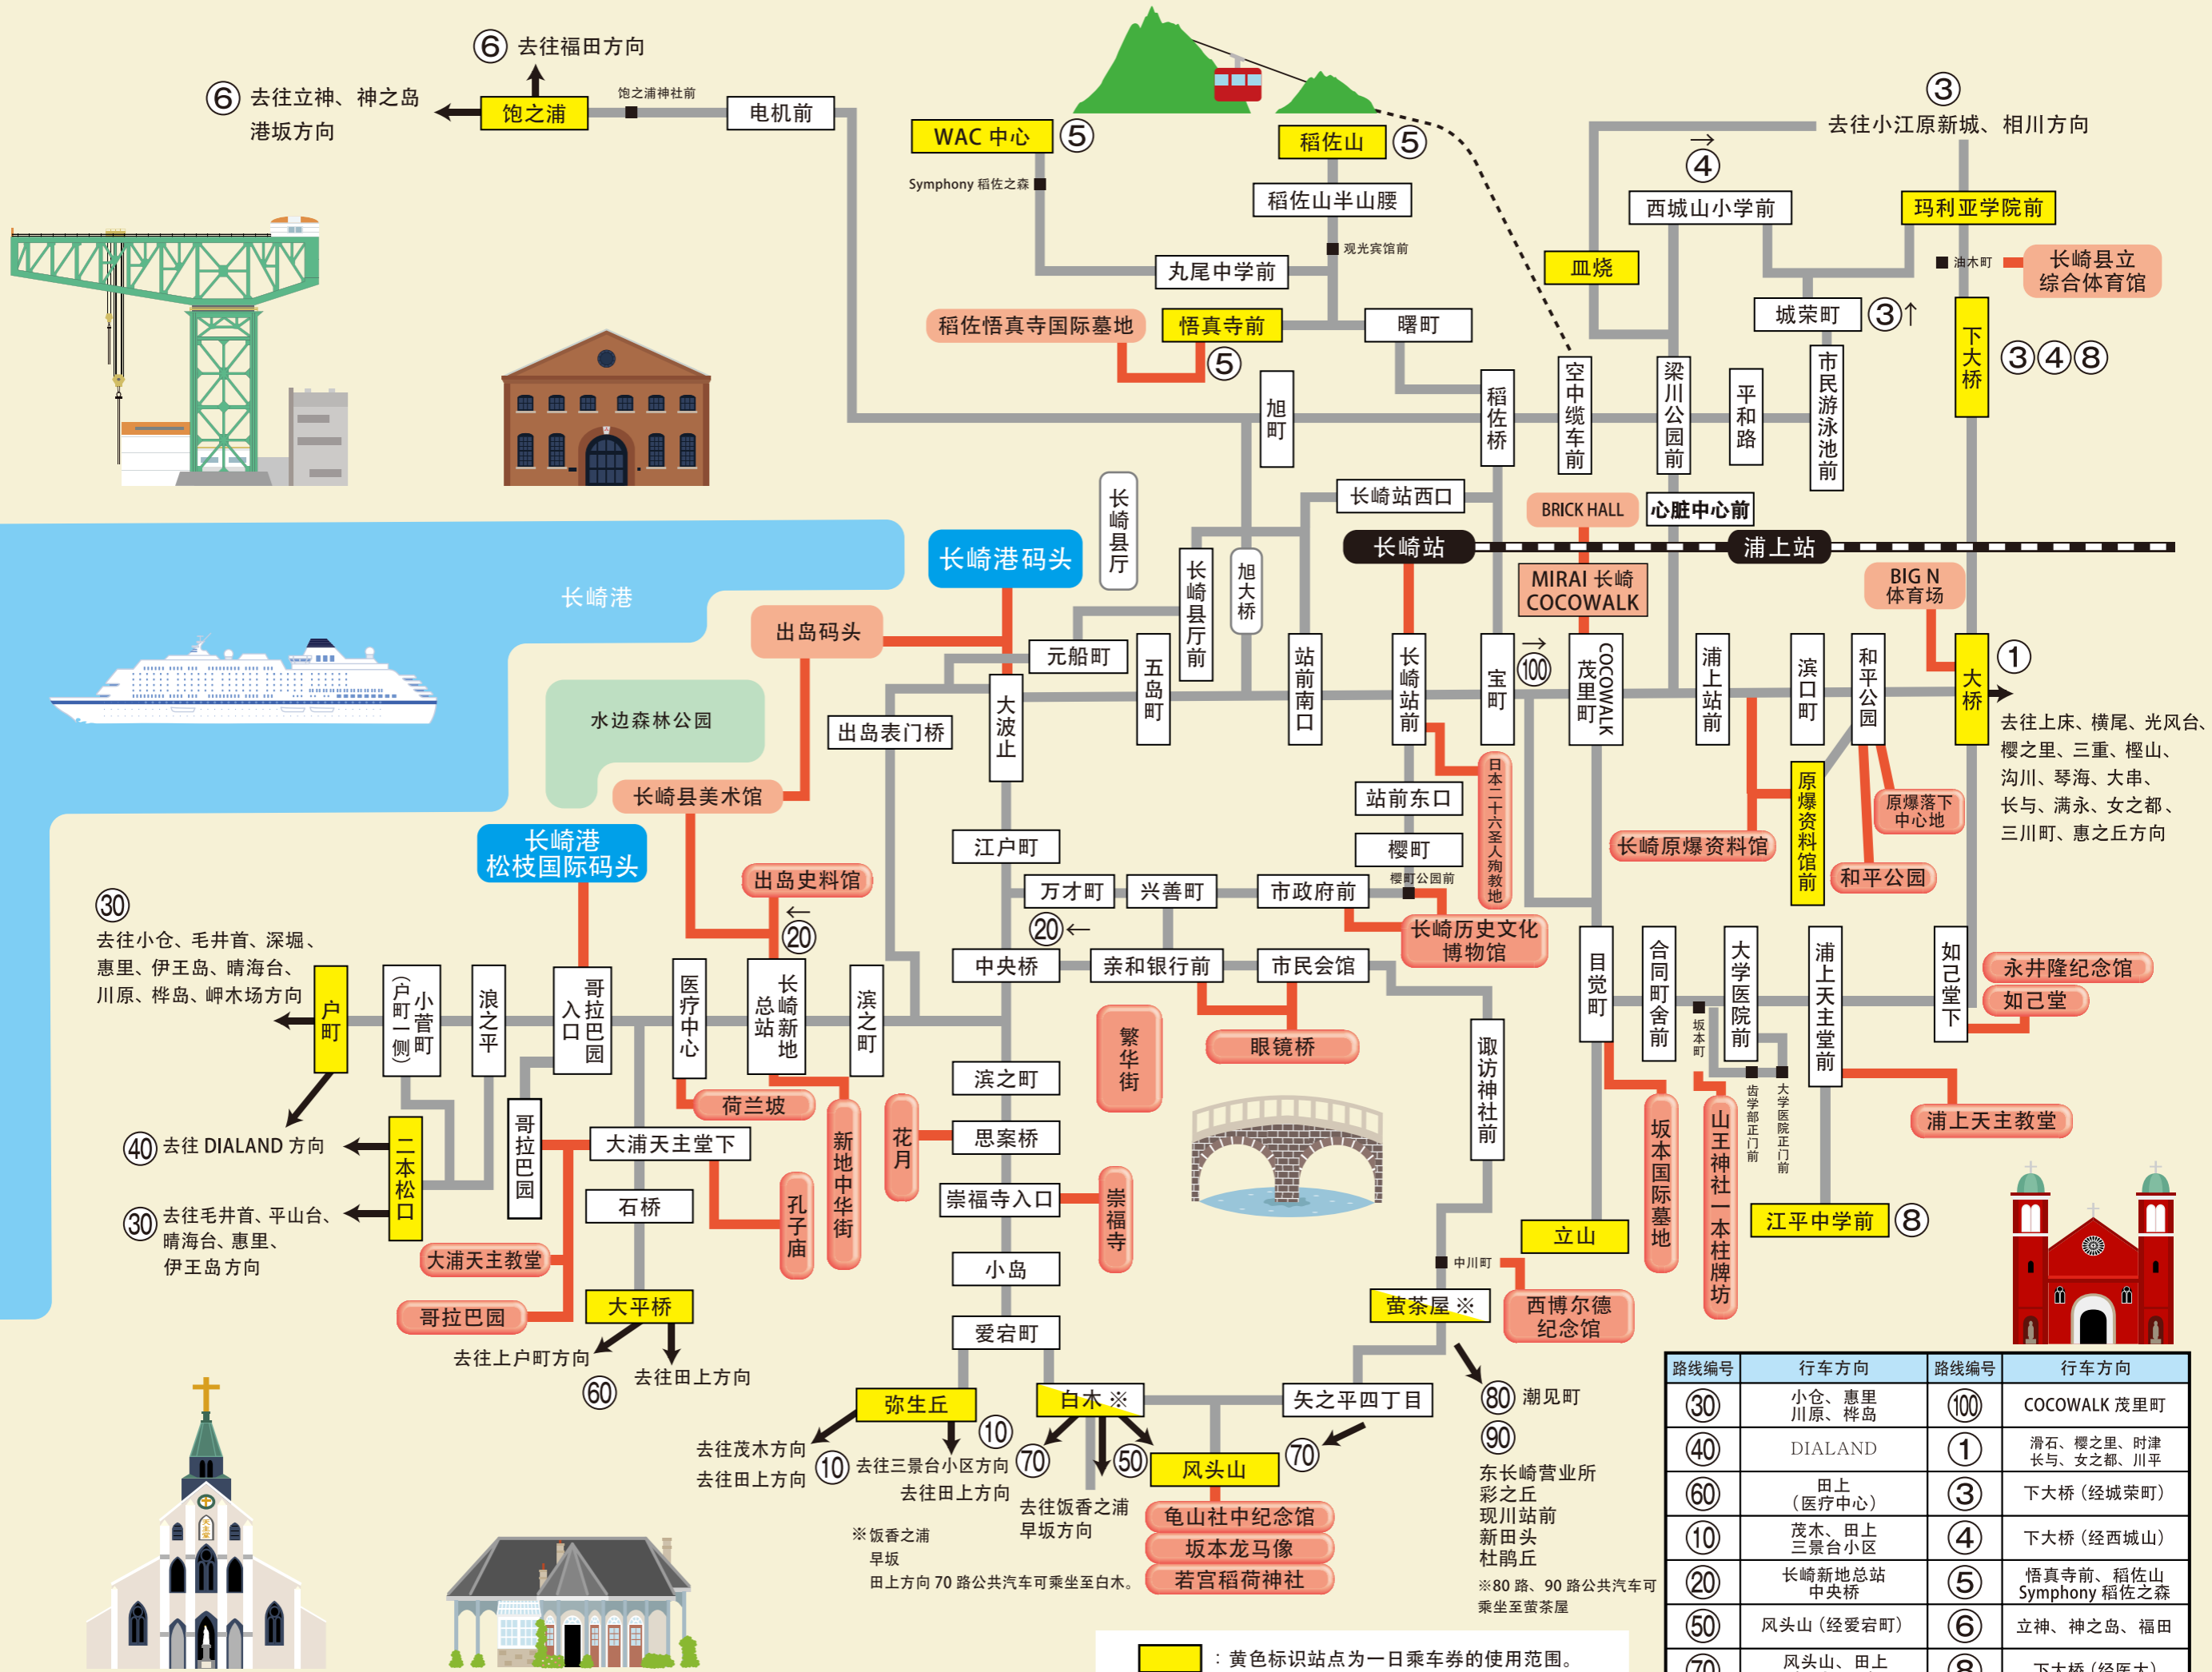 ⑥ 去往福田方向
⑥ 去往立神、神之岛
港坂方向
饱之浦
饱之浦神社前
电机前
WAC 中心 ⑤
Symphony 稻佐之森
稻佐山 ⑤
稻佐山半山腰
观光宾馆前
丸尾中学前
稻佐悟真寺国际墓地
悟真寺前
⑤
曙町
③
去往小江原新城、相川方向
→
④
西城山小学前
玛利亚学院前
皿烧
油木町
长崎县立
综合体育馆
城荣町 ③↑
下大桥
③④⑧
旭町
稻佐桥
空中缆车前
梁川公园前
平和路
市民游泳池前
长崎站西口
长崎县厅
BRICK HALL
心脏中心前
长崎站
浦上站
长崎港码头
长崎港
长崎县厅前
旭大桥
MIRAI 长崎
COCOWALK
BIG N
体育场
出岛码头
元船町
五岛町
站前南口
长崎站前
宝町
→
⑩⓪
COCOWALK
茂里町
浦上站前
滨口町
和平公园
大桥
①
去往上床、横尾、光风台、
樱之里、三重、樫山、
沟川、琴海、大串、
长与、满永、女之都、
三川町、惠之丘方向
水边森林公园
出岛表门桥
大波止
长崎县美术馆
站前东口
日本二十六圣人殉教地
原爆资料馆前
原爆落下
中心地
长崎原爆资料馆
和平公园
长崎港
松枝国际码头
江户町
樱町
樱町公园前
出岛史料馆
←
⑳
万才町
兴善町
市政府前
⑳←
长崎历史文化
博物馆
㉚
去往小仓、毛井首、深堀、
惠里、伊王岛、晴海台、
川原、桦岛、岬木场方向
户町
小菅町
(户町一侧)
浪之平
哥拉巴园
入口
医疗中心
长崎新地
总站
滨之町
中央桥
亲和银行前
市民会馆
目觉町
合同町舍前
坂本町
大学医院前
浦上天主堂前
如己堂下
永井隆纪念馆
如己堂
繁华街
眼镜桥
诹访神社前
齿学部正门前
大学医院正门前
滨之町
荷兰坡
㊵ 去往 DIALAND 方向
二本松口
㉚ 去往毛井首、平山台、
晴海台、惠里、
伊王岛方向
哥拉巴园
大浦天主堂下
新地中华街
花月
思案桥
石桥
孔子庙
崇福寺入口
崇福寺
坂本国际墓地
山王神社一本柱牌坊
浦上天主教堂
江平中学前 ⑧
立山
大浦天主教堂
哥拉巴园
大平桥
小岛
中川町
萤茶屋 ※
西博尔德
纪念馆
爱宕町
去往上户町方向
60
去往田上方向
弥生丘
白木 ※
矢之平四丁目
80 潮见町
90
东长崎营业所
彩之丘
现川站前
新田头
杜鹃丘
※80 路、90 路公共汽车可
乘坐至萤茶屋
去往茂木方向
去往田上方向
⑩
⑩
去往三景台小区方向
去往田上方向
70
㊿
风头山
70
去往饭香之浦
早坂方向
龟山社中纪念馆
坂本龙马像
若宫稻荷神社
※饭香之浦
早坂
田上方向 70 路公共汽车可乘坐至白木。
:黄色标识站点为一日乘车券的使用范围。
路线编号 行车方向 路线编号 行车方向
30 小仓、惠里
川原、桦岛 100 COCOWALK 茂里町
40 DIALAND ① 滑石、樱之里、时津
长与、女之都、川平
60 田上
(医疗中心) ③ 下大桥（经城荣町）
10 茂木、田上
三景台小区 ④ 下大桥（经西城山）
20 长崎新地总站
中央桥 ⑤ 悟真寺前、稻佐山
Symphony 稻佐之森
50 风头山（经爱宕町） ⑥ 立神、神之岛、福田
70 风头山、田上 ⑧ 下大桥（经医大）